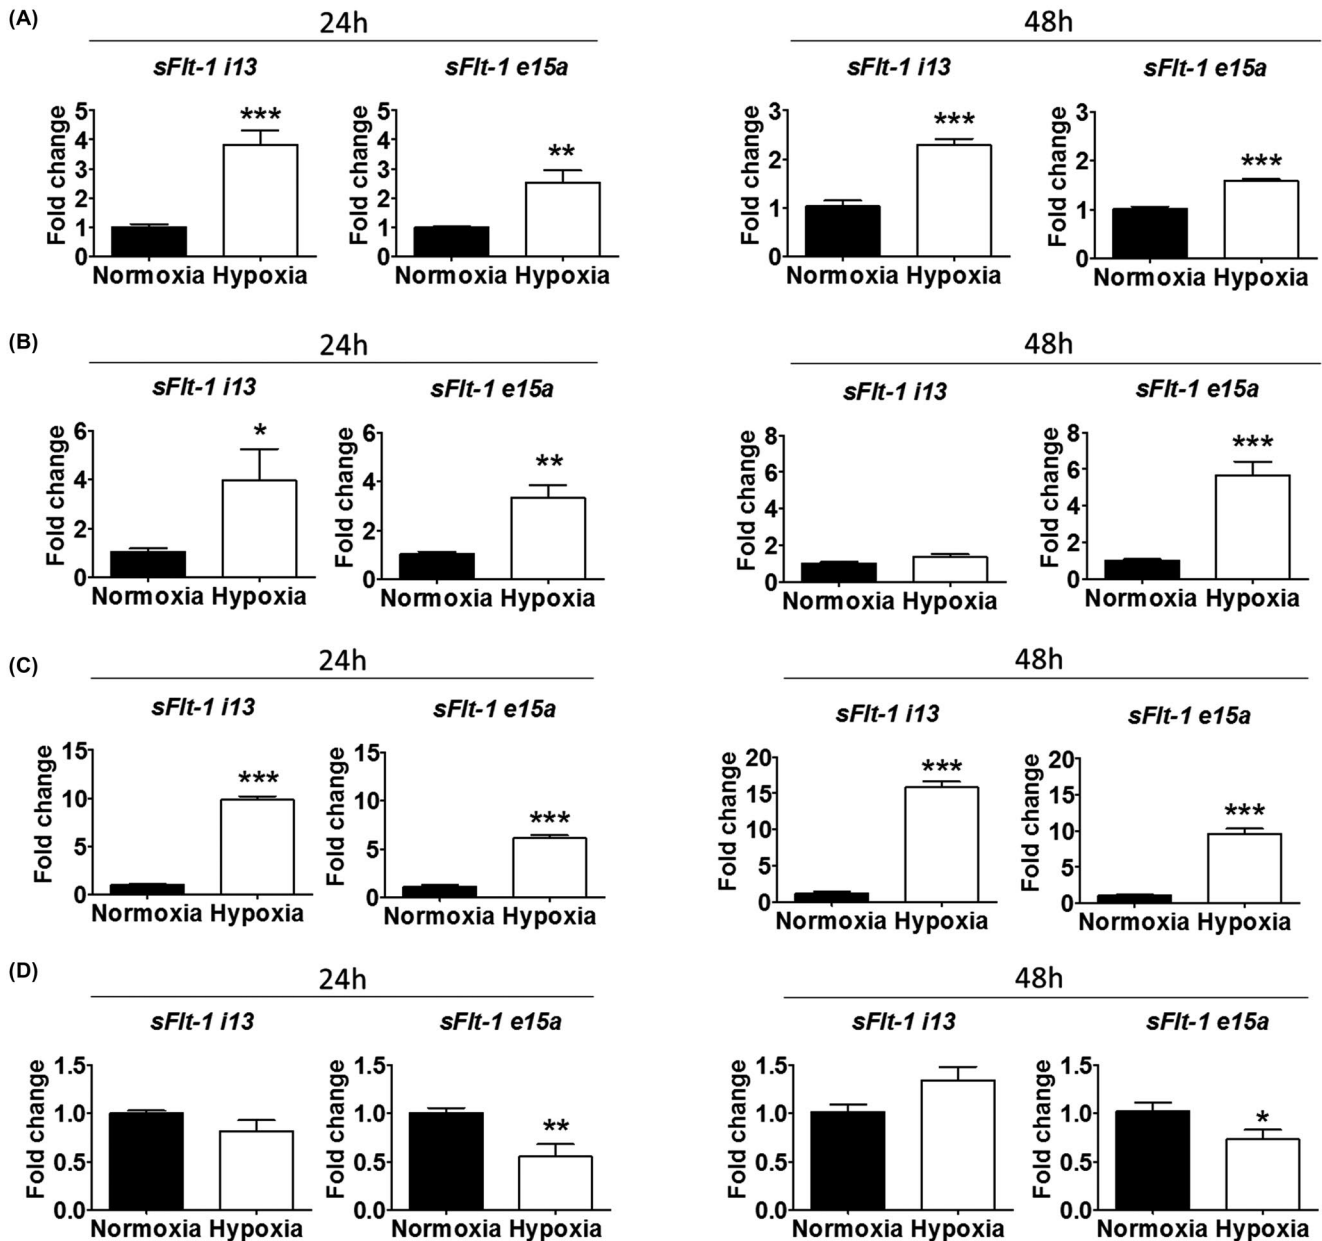 (A)
24h
48h
sFlt-1 i13
sFlt-1 e15a
sFlt-1 i13
sFlt-1 e15a
Fold change
5
4
3
2
1
0
***
Normoxia Hypoxia
Fold change
5
4
3
2
1
0
**
Normoxia Hypoxia
Fold change
3
2
1
0
***
Normoxia Hypoxia
Fold change
3
2
1
0
***
Normoxia Hypoxia
(B)
24h
48h
sFlt-1 i13
sFlt-1 e15a
sFlt-1 i13
sFlt-1 e15a
Fold change
6
4
2
0
*
Normoxia Hypoxia
Fold change
6
4
2
0
**
Normoxia Hypoxia
Fold change
8
6
4
2
0
Normoxia Hypoxia
Fold change
8
6
4
2
0
***
Normoxia Hypoxia
(C)
24h
48h
sFlt-1 i13
sFlt-1 e15a
sFlt-1 i13
sFlt-1 e15a
Fold change
15
10
5
0
***
Normoxia Hypoxia
Fold change
15
10
5
0
***
Normoxia Hypoxia
Fold change
20
15
10
5
0
***
Normoxia Hypoxia
Fold change
20
15
10
5
0
***
Normoxia Hypoxia
(D)
24h
48h
sFlt-1 i13
sFlt-1 e15a
sFlt-1 i13
sFlt-1 e15a
Fold change
1.5
1.0
0.5
0.0
Normoxia Hypoxia
Fold change
1.5
1.0
0.5
0.0
**
Normoxia Hypoxia
Fold change
1.5
1.0
0.5
0.0
Normoxia Hypoxia
Fold change
1.5
1.0
0.5
0.0
*
Normoxia Hypoxia